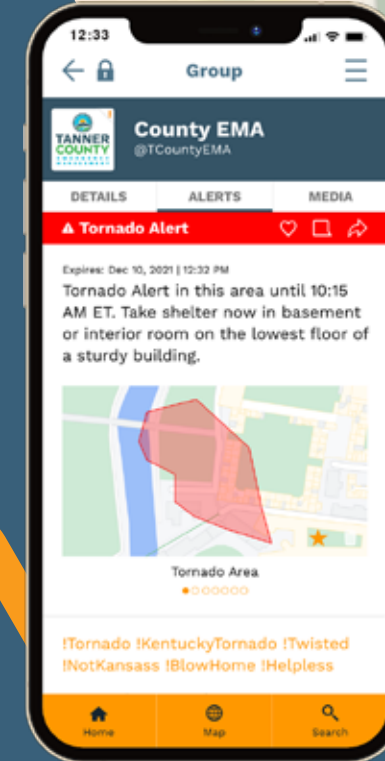 12:33
Group
TANNER
COUNTY
County EMA
@TCountyEMA
DETAILS
ALERTS
MEDIA
Tornado Alert
Expires: Dec 10, 2021 | 12:32 PM
Tornado Alert in this area until 10:15
AM ET. Take shelter now in basement
or interior room on the lowest floor of
a sturdy building.
Tornado Area
!Tornado !KentuckyTornado !Twisted
!NotKansass !BlowHome !Helpless
Home
Map
Search